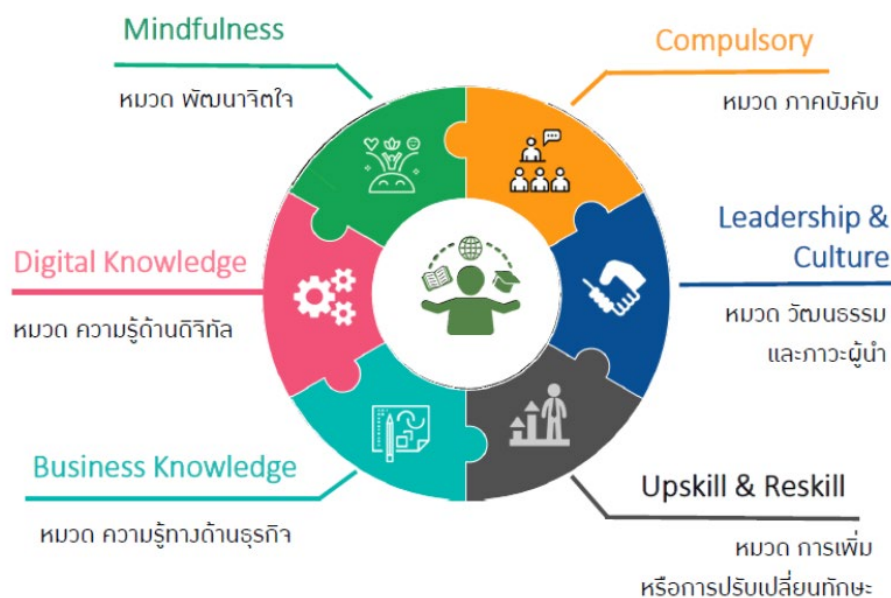 Mindfulness
หมวด พัฒนาจิตใจ
Compulsory
หมวด ภาคบังคับ
Digital Knowledge
หมวด ความรู้ด้านดิจิทัล
Leadership &
Culture
หมวด วัฒนธรรม
และภาวะผู้นำ
Business Knowledge
หมวด ความรู้ทางด้านธุรกิจ
Upskill & Reskill
หมวด การเพิ่ม
หรือการปรับเปลี่ยนทักษะ